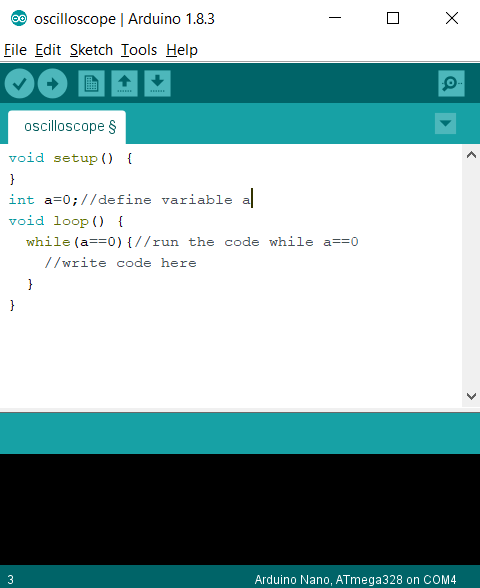 oscilloscope | Arduino 1.8.3
File Edit Sketch Tools Help
oscilloscope §
void setup() {
}
int a=0;//define variable a
void loop() {
  while(a==0){//run the code while a==0
    //write code here
  }
}
3 Arduino Nano, ATmega328 on COM4